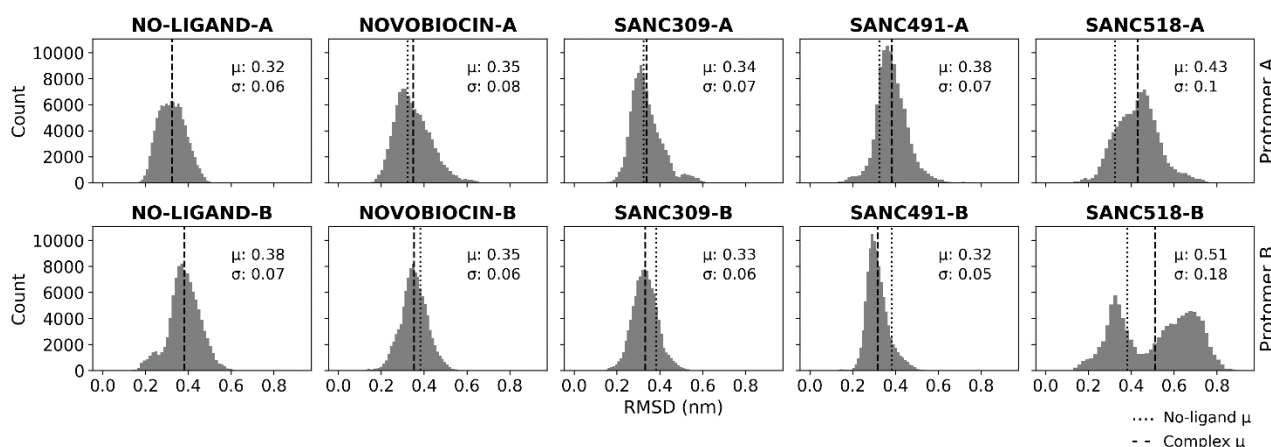 NO-LIGAND-A NOVOBIOCIN-A SANC309-A SANC491-A SANC518-A
10000
8000
6000
4000
2000
0
Count
μ: 0.32
σ: 0.06
μ: 0.35
σ: 0.08
μ: 0.34
σ: 0.07
μ: 0.38
σ: 0.07
μ: 0.43
σ: 0.1
Protomer A
NO-LIGAND-B NOVOBIOCIN-B SANC309-B SANC491-B SANC518-B
10000
8000
6000
4000
2000
0
Count
μ: 0.38
σ: 0.07
μ: 0.35
σ: 0.06
μ: 0.33
σ: 0.06
μ: 0.32
σ: 0.05
μ: 0.51
σ: 0.18
Protomer B
0.0 0.2 0.4 0.6 0.8 0.0 0.2 0.4 0.6 0.8 0.0 0.2 0.4 0.6 0.8 0.0 0.2 0.4 0.6 0.8 0.0 0.2 0.4 0.6 0.8
RMSD (nm)
No-ligand μ
Complex μ